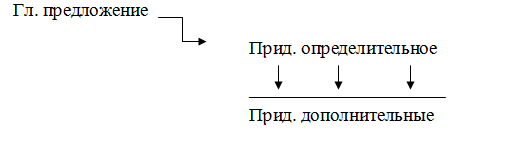 Гл. предложение
Прид. определительное
Прид. дополнительные